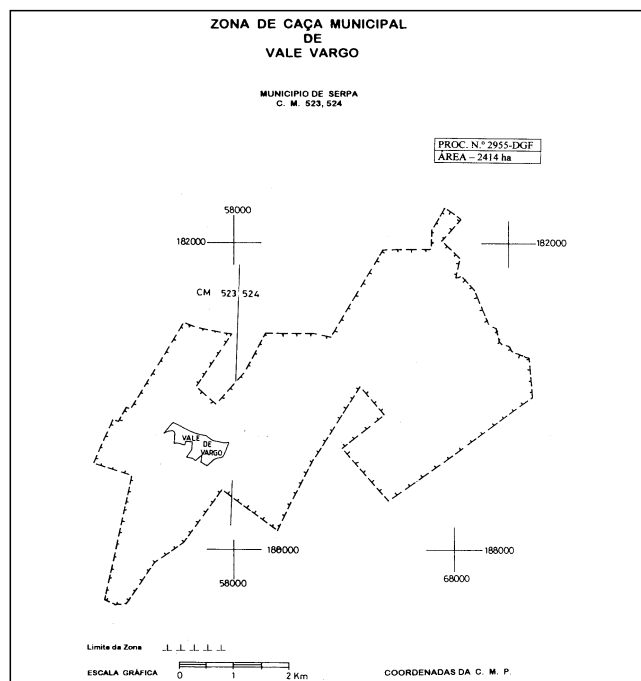 ZONA DE CAÇA MUNICIPAL
DE
VALE VARGO
MUNICIPIO DE SERPA
C. M. 523, 524
PROC. N.º 2955-DGF
ÁREA – 2414 ha
58000
182000
182000
CM 523 524
VALE
DE
VARGO
188000
188000
58000
68000
Limite da Zona
ESCALA GRÁFICA
0 1 2 Km
COORDENADAS DA C. M. P.